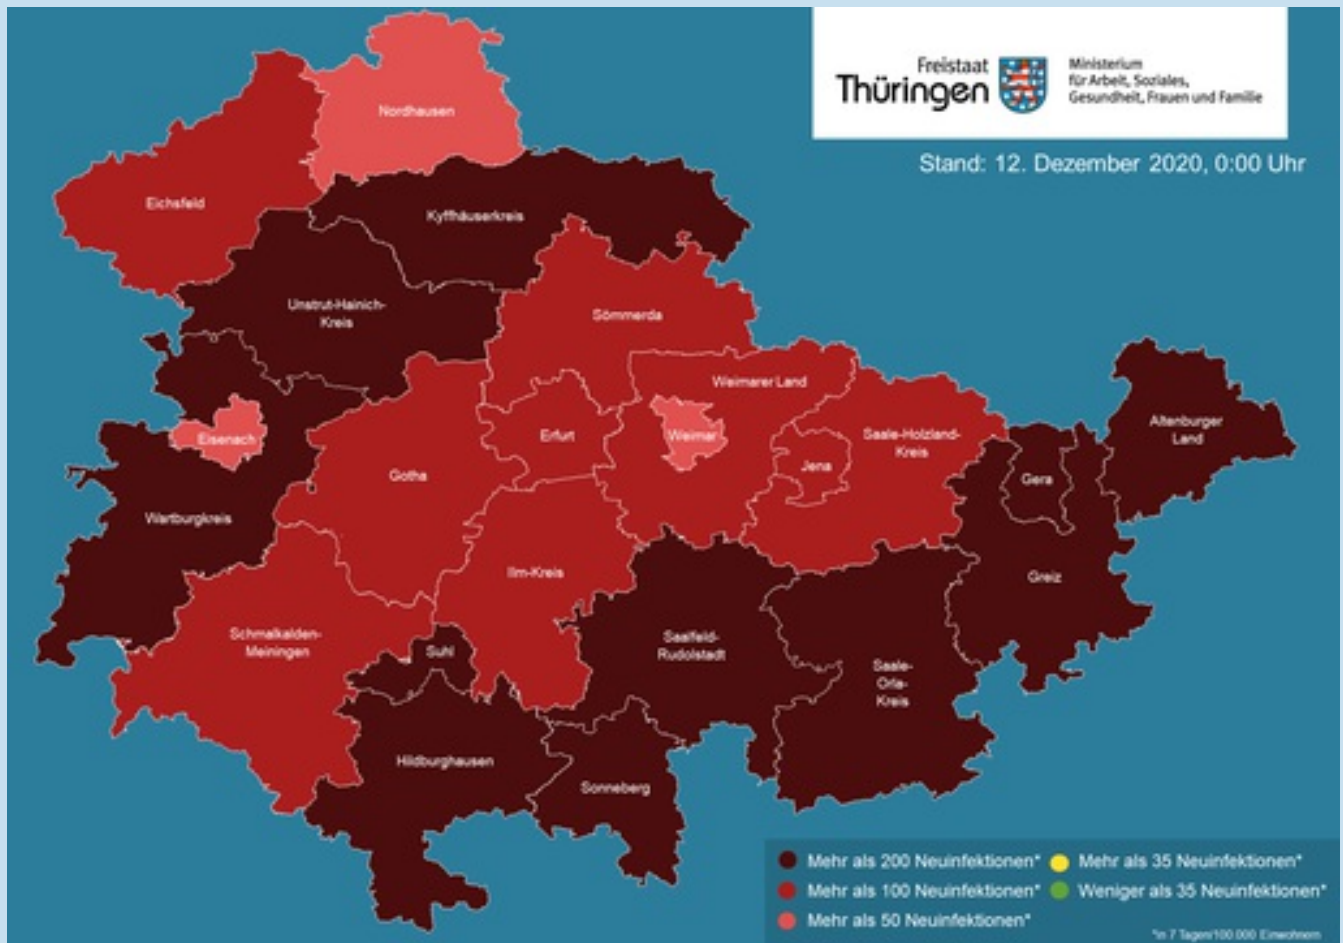 Freistaat
Thüringen
Ministerium
für Arbeit, Soziales,
Gesundheit, Frauen und Familie
Stand: 12. Dezember 2020, 0:00 Uhr
Nordhausen
Eichsfeld
Kyffhäuserkreis
Unstrut-Hainich-
Kreis
Sömmerda
Weimarer Land
Altenburger
Land
Eisenach
Erfurt
Weimar
Saale-Holzland-
Kreis
Jena
Gotha
Gera
Wartburgkreis
Ilm-Kreis
Greiz
Schmalkalden-
Meiningen
Suhl
Saalfeld-
Rudolstadt
Saale-
Orla-
Kreis
Hildburghausen
Sonneberg
Mehr als 200 Neuinfektionen*
Mehr als 35 Neuinfektionen*
Mehr als 100 Neuinfektionen*
Weniger als 35 Neuinfektionen*
Mehr als 50 Neuinfektionen*
*in 7 Tagen/100 000 Einwohnern